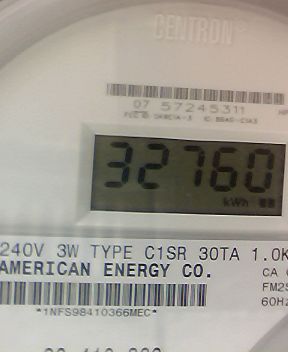 CENTRON
07 57245311
32760
kWh
240V 3W TYPE C1SR 30TA 1.0K
AMERICAN ENERGY CO.
CA
FM2S
60Hz
*1NFS98410366MEC*